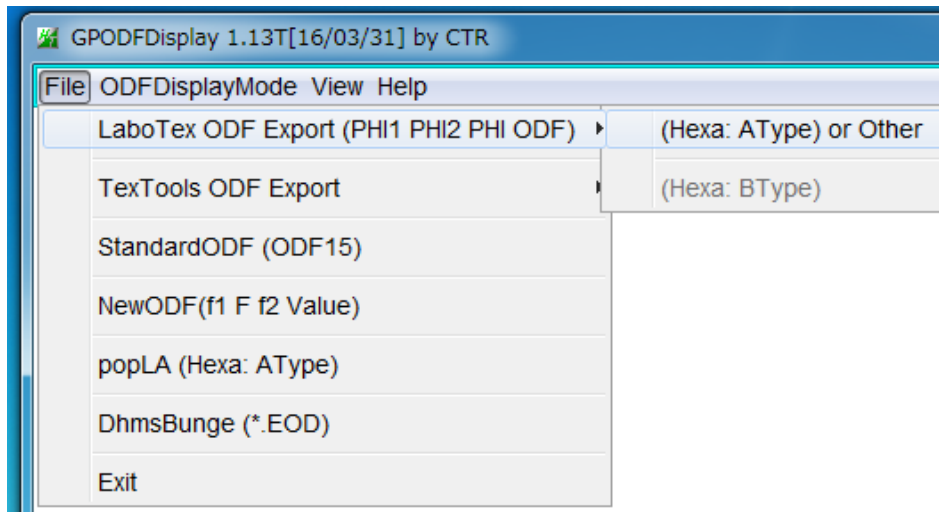 GPODFDisplay 1.13T[16/03/31] by CTR
File ODFDisplayMode View Help
LaboTex ODF Export (PHI1 PHI2 PHI ODF) (Hexa: AType) or Other
TexTools ODF Export (Hexa: BType)
StandardODF (ODF15)
NewODF(f1 F f2 Value)
popLA (Hexa: AType)
DhmsBunge (*.EOD)
Exit